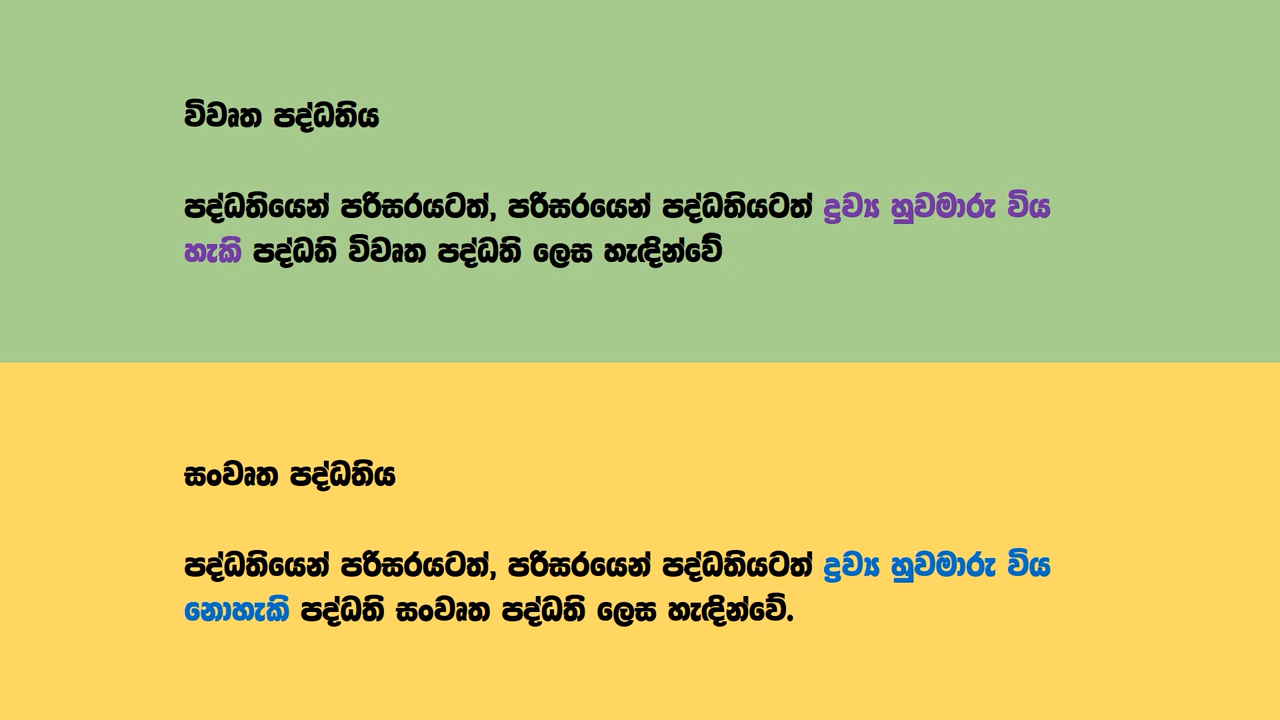 විවෘත පද්ධතිය
පද්ධතියෙන් පරිසරයටත්, පරිසරයෙන් පද්ධතියටත් ද්‍රව්‍ය හුවමාරු විය
හැකි පද්ධති විවෘත පද්ධති ලෙස හැඳින්වේ
සංවෘත පද්ධතිය
පද්ධතියෙන් පරිසරයටත්, පරිසරයෙන් පද්ධතියටත් ද්‍රව්‍ය හුවමාරු විය
නොහැකි පද්ධති සංවෘත පද්ධති ලෙස හැඳින්වේ.